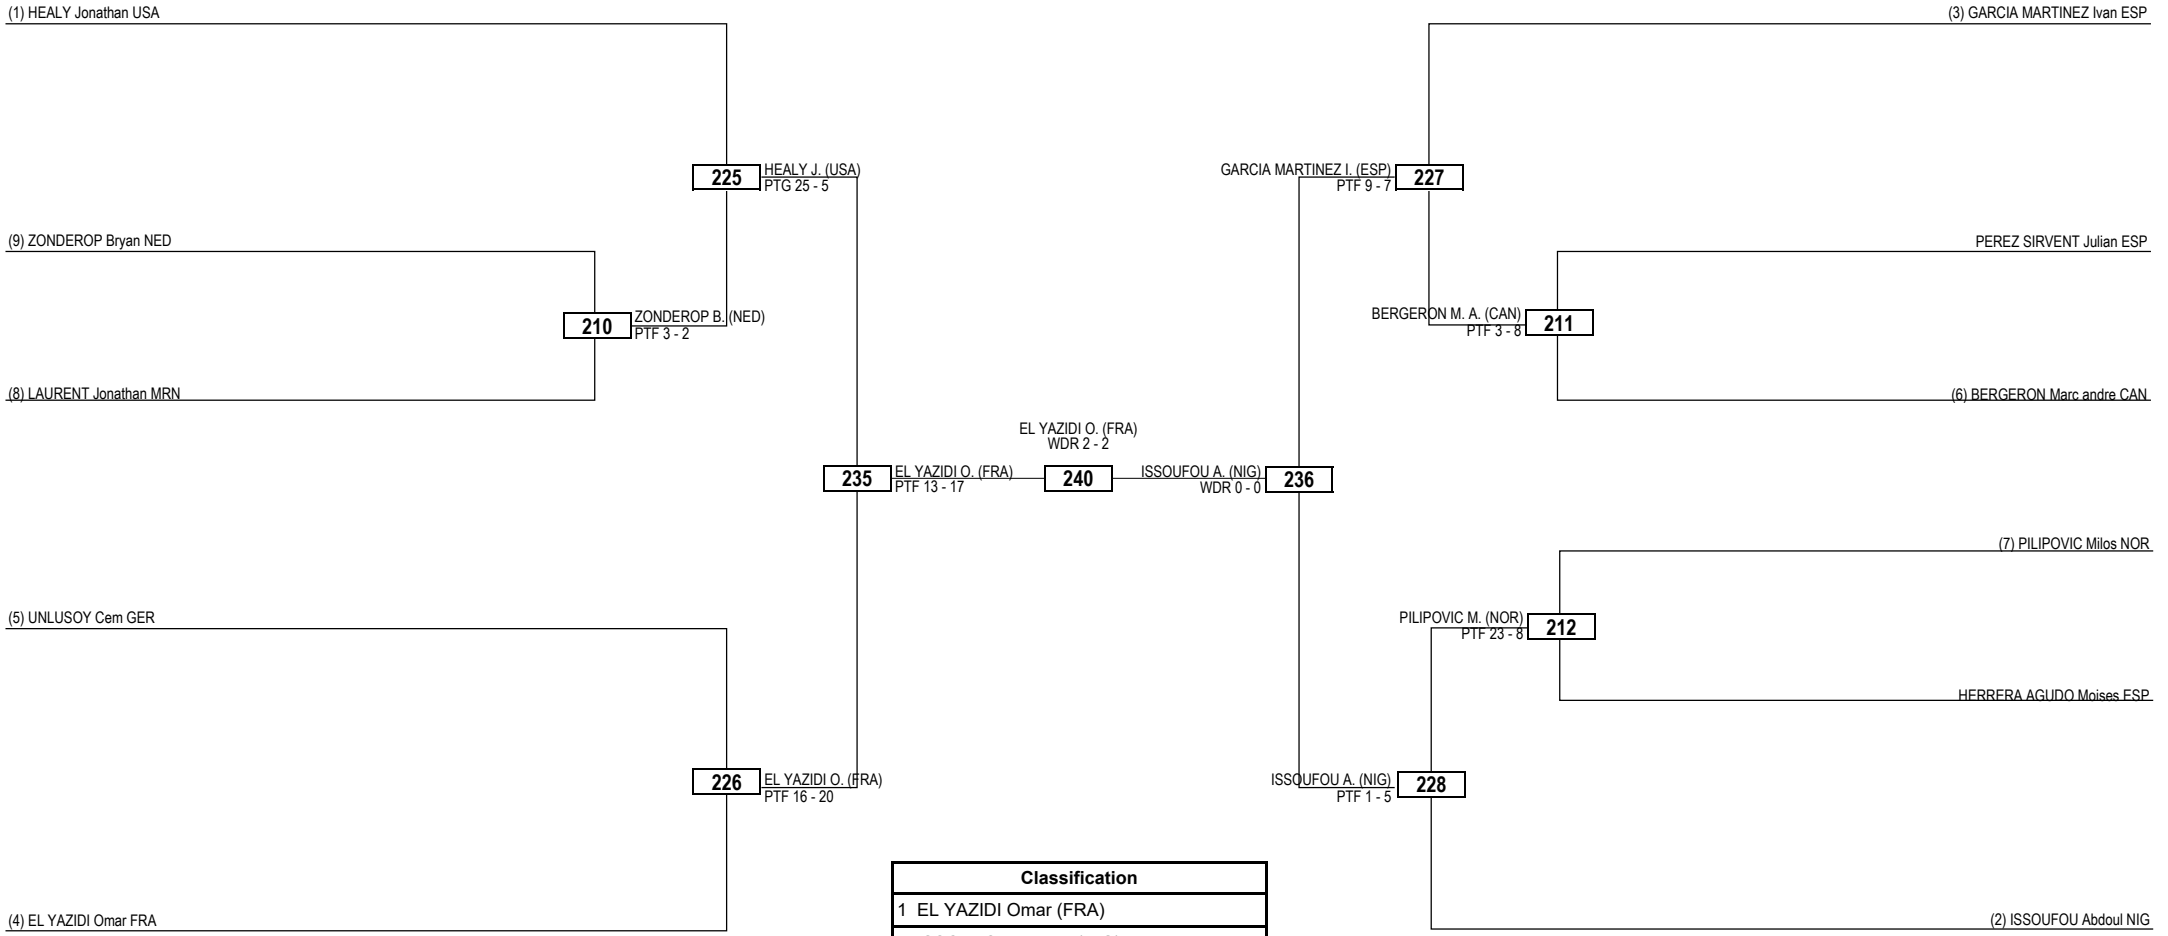 (1) HEALY Jonathan USA
(3) GARCIA MARTINEZ Ivan ESP
225
HEALY J. (USA)
PTG 25 - 5
GARCIA MARTINEZ I. (ESP)
PTF 9 - 7
227
(9) ZONDEROP Bryan NED
PEREZ SIRVENT Julian ESP
210
ZONDEROP B. (NED)
PTF 3 - 2
BERGERON M. A. (CAN)
PTF 3 - 8
211
(8) LAURENT Jonathan MRN
(6) BERGERON Marc andre CAN
EL YAZIDI O. (FRA)
WDR 2 - 2
235
EL YAZIDI O. (FRA)
PTF 13 - 17
240
ISSOUFOU A. (NIG)
WDR 0 - 0
236
(7) PILIPOVIC Milos NOR
(5) UNLUSOY Cem GER
PILIPOVIC M. (NOR)
PTF 23 - 8
212
HERRERA AGUDO Moises ESP
226
EL YAZIDI O. (FRA)
PTF 16 - 20
ISSOUFOU A. (NIG)
PTF 1 - 5
228
Classification
1 EL YAZIDI Omar (FRA)
(4) EL YAZIDI Omar FRA
(2) ISSOUFOU Abdoul NIG